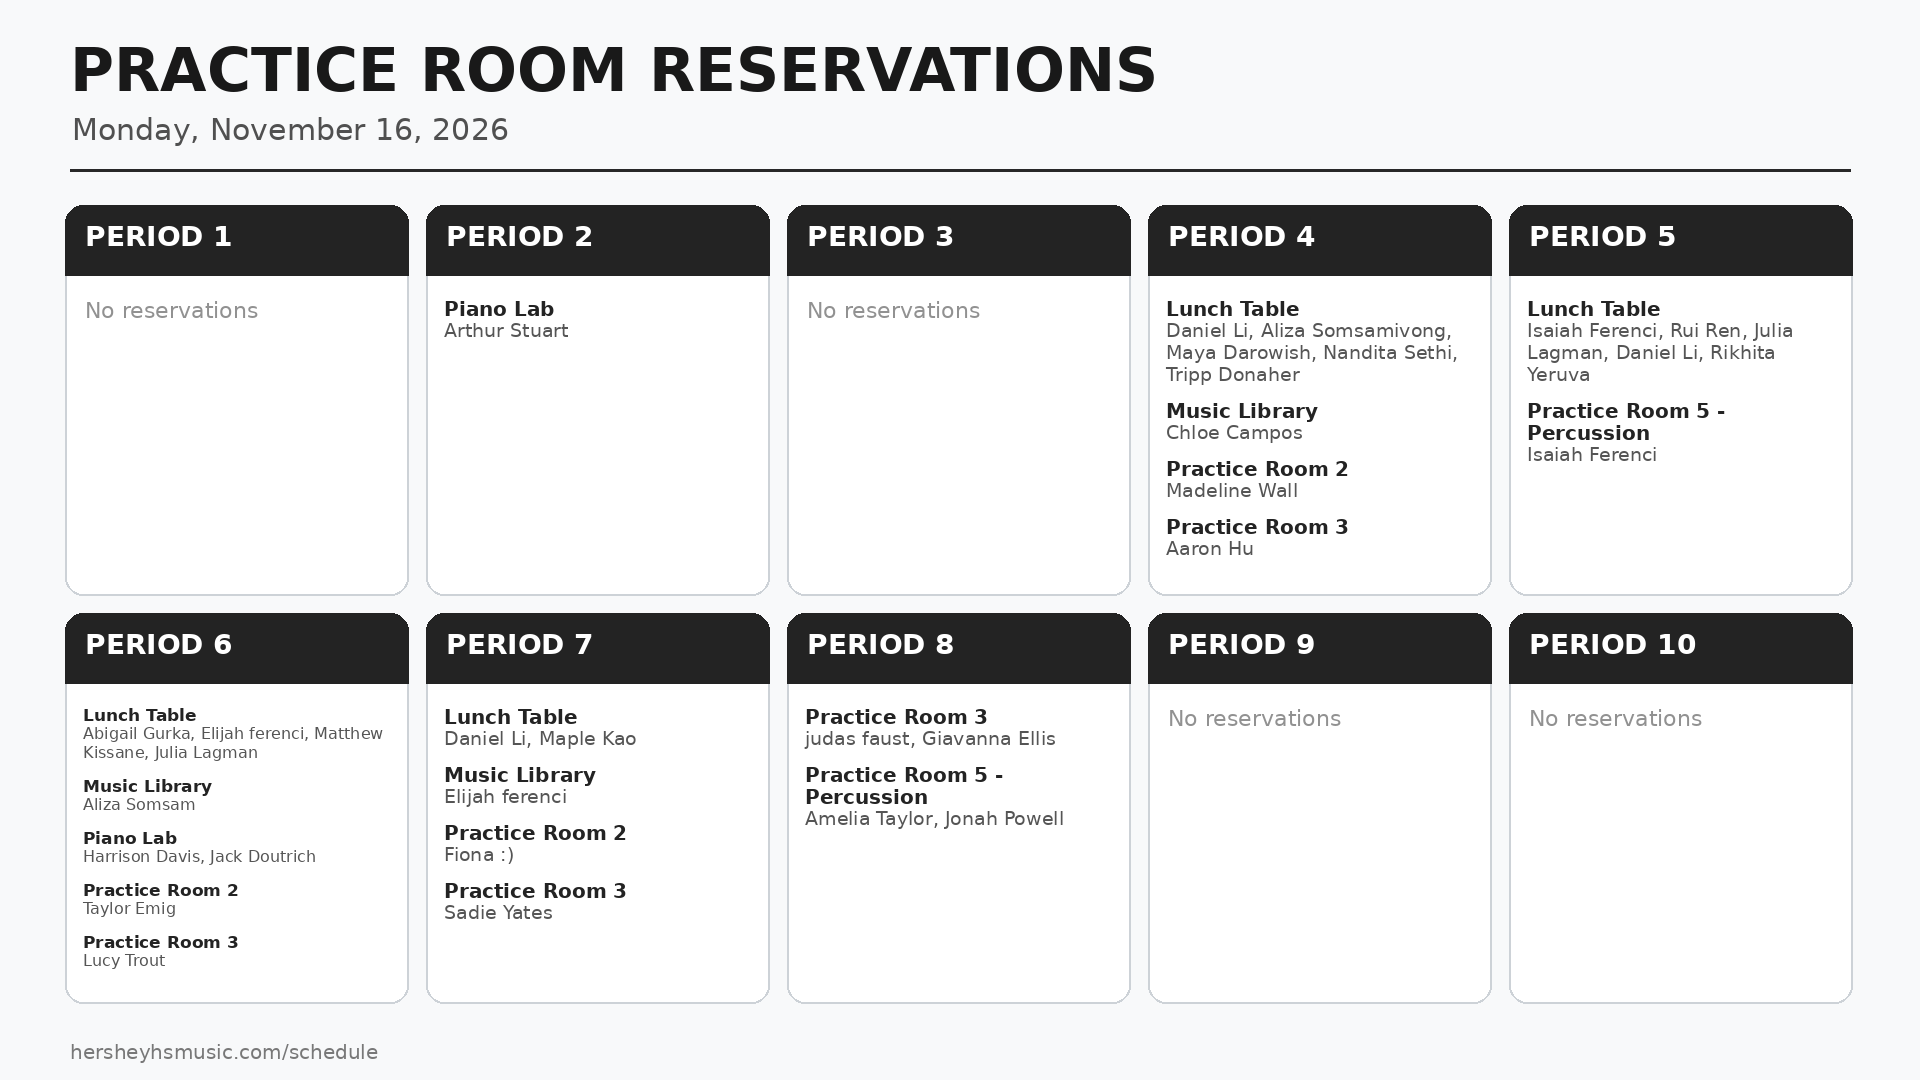 PRACTICE ROOM RESERVATIONS
Monday, November 16, 2026
PERIOD 1
No reservations
PERIOD 2
Piano Lab
Arthur Stuart
PERIOD 3
No reservations
PERIOD 4
Lunch Table
Daniel Li, Aliza Somsamivong,
Maya Darowish, Nandita Sethi,
Tripp Donaher
Music Library
Chloe Campos
Practice Room 2
Madeline Wall
Practice Room 3
Aaron Hu
PERIOD 5
Lunch Table
Isaiah Ferenci, Rui Ren, Julia
Lagman, Daniel Li, Rikhita
Yeruva
Practice Room 5 -
Percussion
Isaiah Ferenci
PERIOD 6
Lunch Table
Abigail Gurka, Elijah ferenci, Matthew
Kissane, Julia Lagman
Music Library
Aliza Somsam
Piano Lab
Harrison Davis, Jack Doutrich
Practice Room 2
Taylor Emig
Practice Room 3
Lucy Trout
PERIOD 7
Lunch Table
Daniel Li, Maple Kao
Music Library
Elijah ferenci
Practice Room 2
Fiona :)
Practice Room 3
Sadie Yates
PERIOD 8
Practice Room 3
judas faust, Giavanna Ellis
Practice Room 5 -
Percussion
Amelia Taylor, Jonah Powell
PERIOD 9
No reservations
PERIOD 10
No reservations
hersheyhsmusic.com/schedule